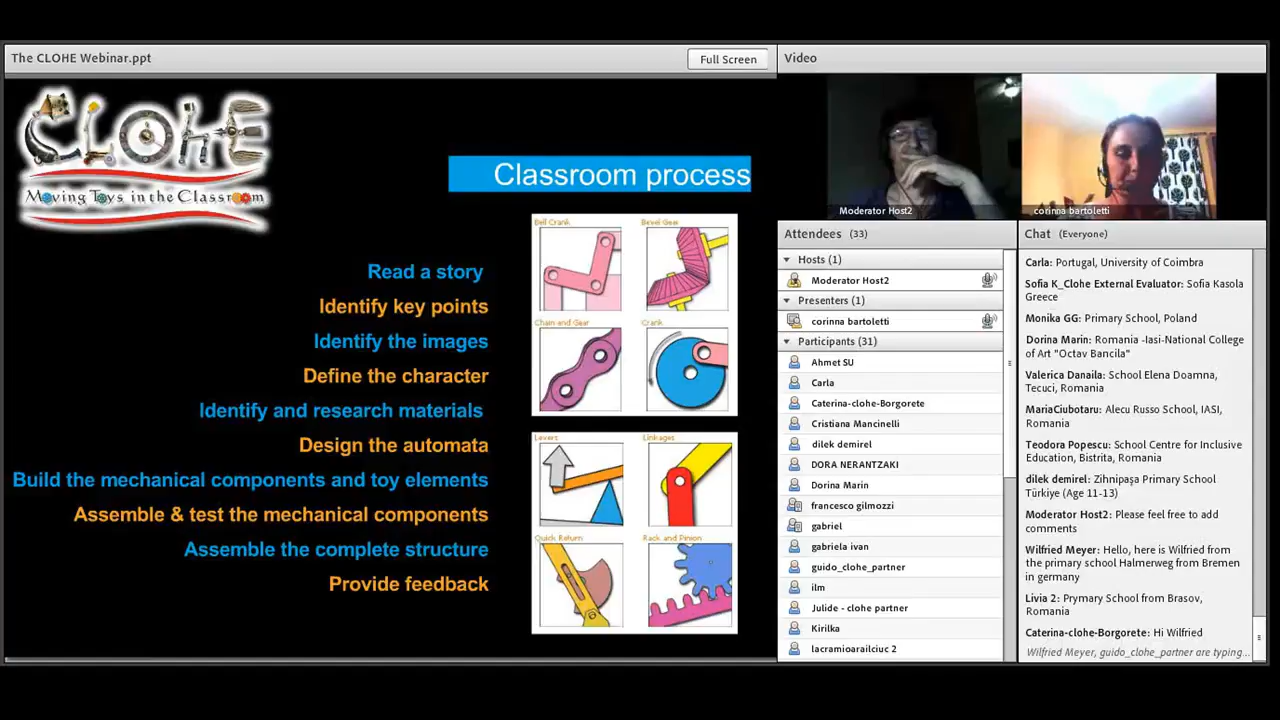 The CLOHE Webinar.ppt
Full Screen
CLOHE
Moving Toys in the Classroom
Classroom process
Read a story
Identify key points
Identify the images
Define the character
Identify and research materials
Design the automata
Build the mechanical components and toy elements
Assemble & test the mechanical components
Assemble the complete structure
Provide feedback
Bell Crank
Bevel Gear
Chain and Gear
Crank
Levers
Linkages
Quick Return
Rack and Pinion
Video
Moderator Host2
corinna bartoletti
Attendees (33)
Hosts (1)
Moderator Host2
Presenters (1)
corinna bartoletti
Participants (31)
Ahmet SU
Carla
Caterina-clohe-Borgorete
Cristiana Mancinelli
dilek demirel
DORA NERANTZAKI
Dorina Marin
francesco gilmozzi
gabriel
gabriela ivan
guido_clohe_partner
ilm
Julide - clohe partner
Kirilka
lacramioarailciuc 2
Chat (Everyone)
Carla: Portugal, University of Coimbra
Sofia K_Clohe External Evaluator: Sofia Kasola
Greece
Monika GG: Primary School, Poland
Dorina Marin: Romania -Iasi-National College
of Art "Octav Bancila"
Valerica Danaila: School Elena Doamna,
Tecuci, Romania
MariaCiubotaru: Alecu Russo School, IASI,
Romania
Teodora Popescu: School Centre for Inclusive
Education, Bistrita, Romania
dilek demirel: Zihnipaşa Primary School
Türkiye (Age 11-13)
Moderator Host2: Please feel free to add
comments
Wilfried Meyer: Hello, here is Wilfried from
the primary school Halmerweg from Bremen
in germany
Livia 2: Prymary School from Brasov,
Romania
Caterina-clohe-Borgorete: Hi Wilfried
Wilfried Meyer, guido_clohe_partner are typing...